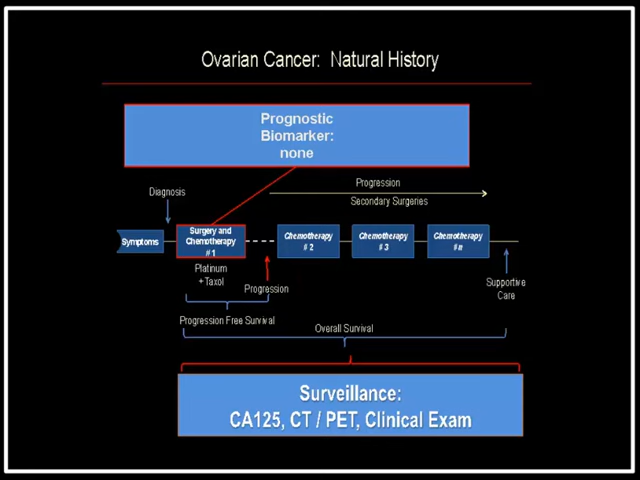 Ovarian Cancer: Natural History
Prognostic
Biomarker:
none
Progression
Secondary Surgeries
Diagnosis
Symptoms
Surgery and
Chemotherapy
# 1
Chemotherapy
# 2
Chemotherapy
# 3
Chemotherapy
# n
Platinum
+ Taxol
Progression
Supportive
Care
Progression Free Survival
Overall Survival
Surveillance:
CA125, CT / PET, Clinical Exam